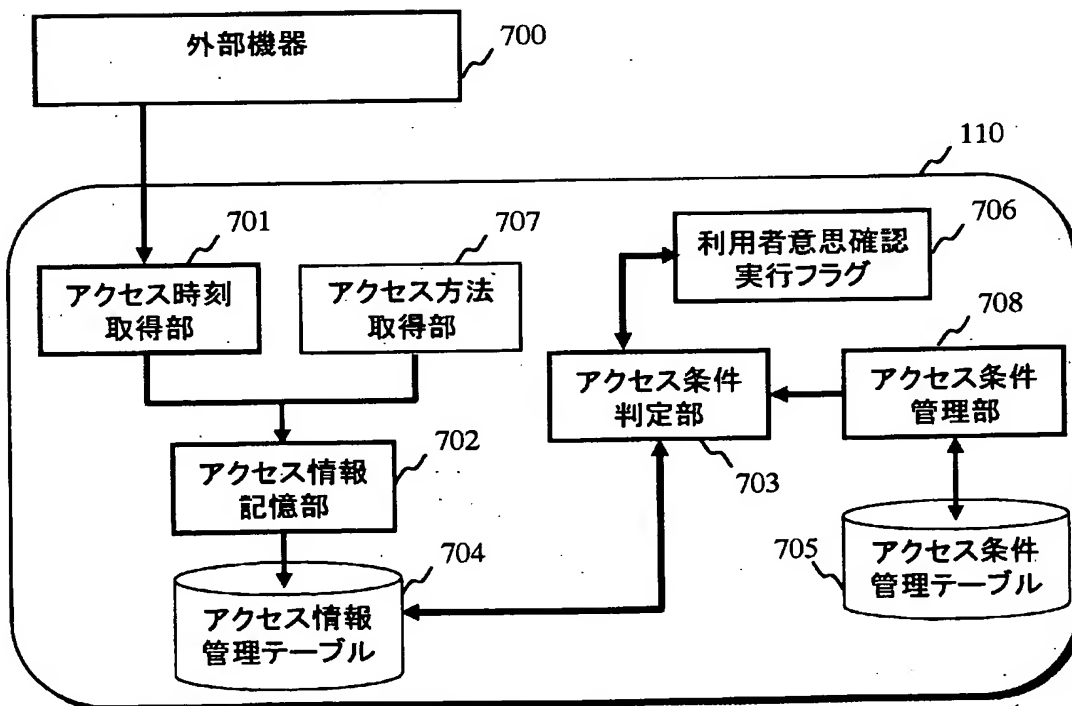 外部機器
700
110
701
アクセス時刻
取得部
707
アクセス方法
取得部
706
利用者意思確認
実行フラグ
708
アクセス条件
判定部
703
アクセス条件
管理部
702
アクセス情報
記憶部
704
アクセス情報
管理テーブル
705
アクセス条件
管理テーブル